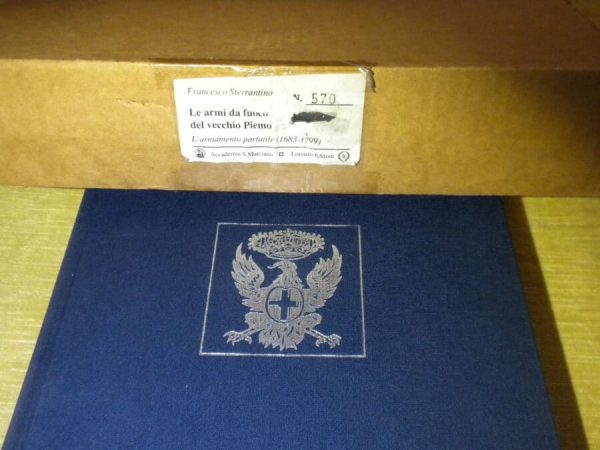 Francesco Sterrantino
N. 570
Le armi da fuoco
del vecchio Piemo
L'armamento portatile (1683-1799)
Accademia S. Marciano Lorenzo Editore